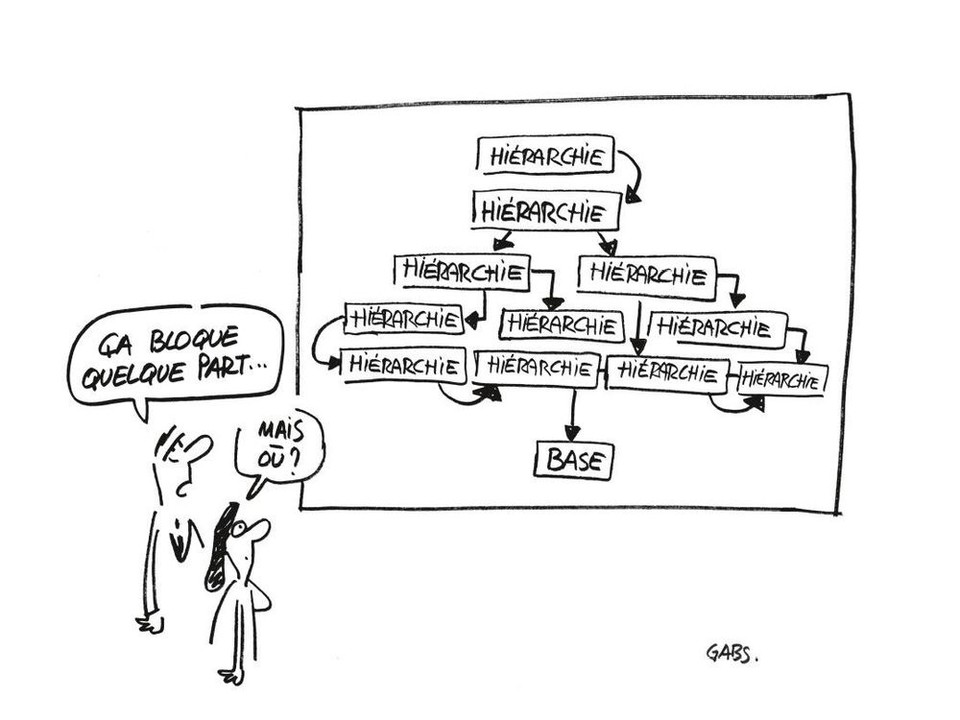 HIÉRARCHIE
HIÉRARCHIE
HIÉRARCHIE HIÉRARCHIE
HIÉRARCHIE HIÉRARCHIE HIÉRARCHIE
HIÉRARCHIE HIÉRARCHIE HIÉRARCHIE HIÉRARCHIE
BASE
ÇA BLOQUE
QUELQUE PART...
MAIS
OÙ?
GABS.